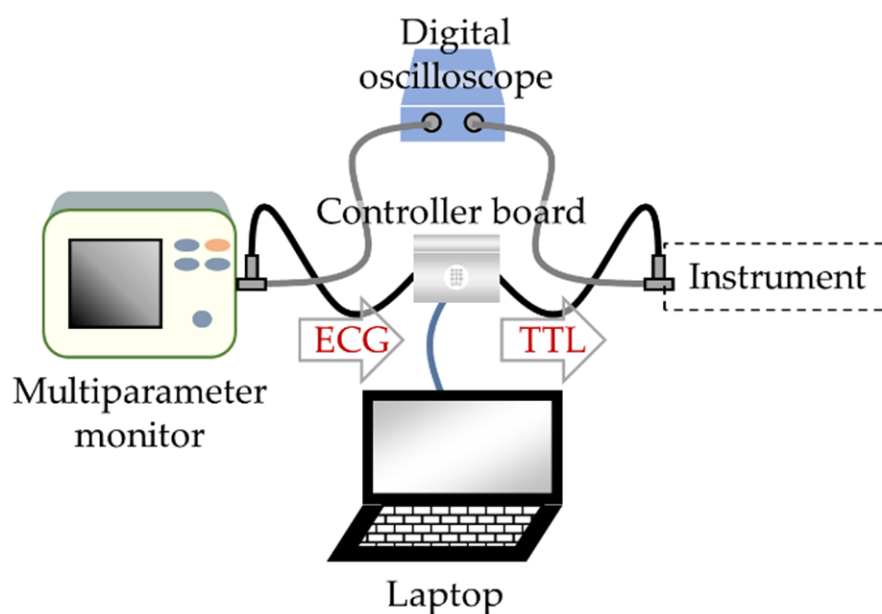 Digital
oscilloscope
Controller board
Instrument
ECG
TTL
Multiparameter
monitor
Laptop